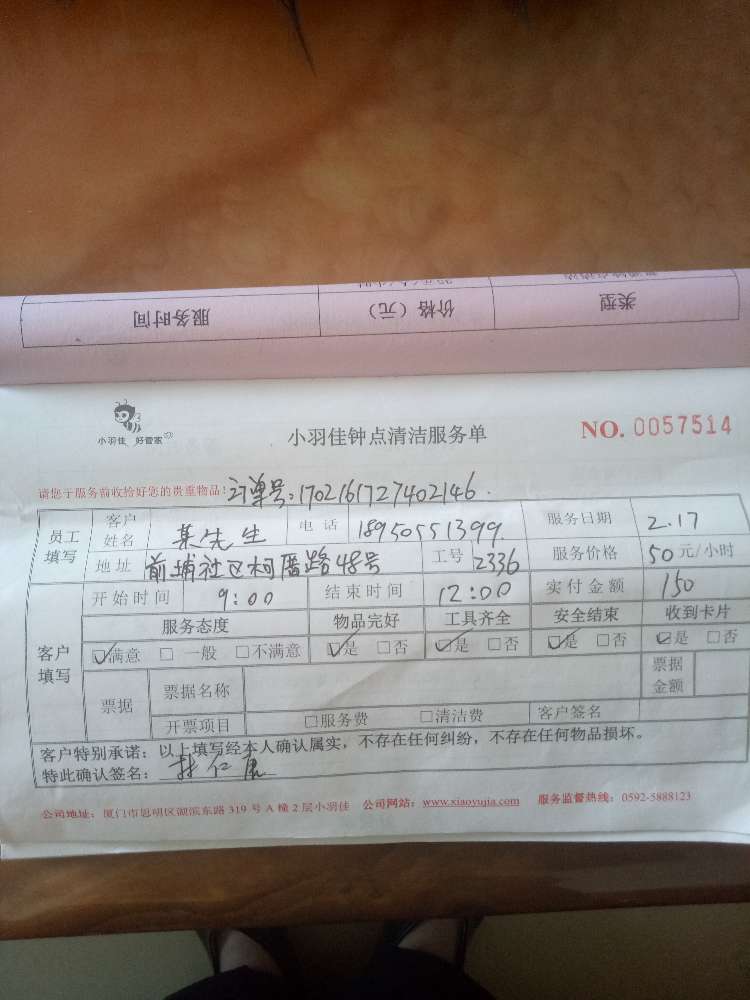 类型 价格（元） 服务时间
小羽佳 好管家
小羽佳钟点清洁服务单
NO. 0057514
请您于服务前收拾好您的贵重物品！订单号：1702161727402146.
员工填写 客户姓名 某先生 电话 18950551399. 服务日期 2.17
地址 前埔社区柯厝路48号 工号 2336 服务价格 50元/小时
客户填写 开始时间 9:00 结束时间 12:00 实付金额 150
服务态度 物品完好 工具齐全 安全结束 收到卡片
☑满意 □一般 □不满意 ☑是 □否 ☑是 □否 ☑是 □否 ☑是 □否
票据 票据名称 票据金额
开票项目 □服务费 □清洁费 客户签名
客户特别承诺：以上填写经本人确认属实，不存在任何纠纷，不存在任何物品损坏。
特此确认签名：
公司地址：厦门市思明区湖滨东路 319 号 A 幢 2 层小羽佳 公司网站：www.xiaoyujia.com 服务监督热线：0592-5888123